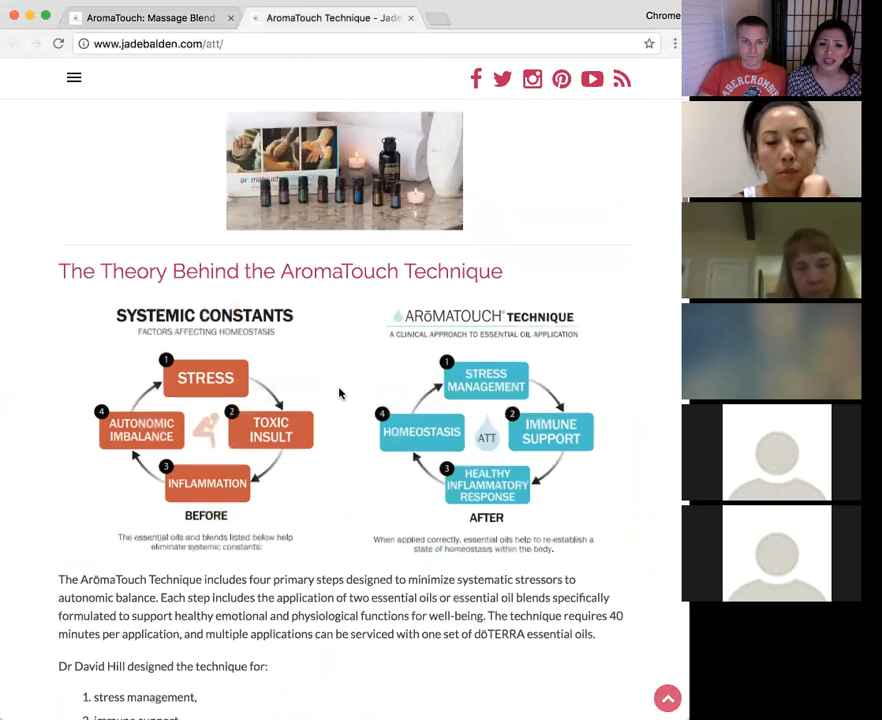 AromaTouch: Massage Blend
AromaTouch Technique - Jade
Chrome
www.jadebalden.com/att/
ABERCROMBIE
The Theory Behind the AromaTouch Technique
SYSTEMIC CONSTANTS
FACTORS AFFECTING HOMEOSTASIS
1
STRESS
2
TOXIC
INSULT
3
INFLAMMATION
4
AUTONOMIC
IMBALANCE
BEFORE
The essential oils and blends listed below help
eliminate systemic constants:
ARōMATOUCH® TECHNIQUE
A CLINICAL APPROACH TO ESSENTIAL OIL APPLICATION
1
STRESS
MANAGEMENT
2
IMMUNE
SUPPORT
3
HEALTHY
INFLAMMATORY
RESPONSE
4
HOMEOSTASIS
ATT
AFTER
When applied correctly, essential oils help to re-establish a
state of homeostasis within the body.
The ArōmaTouch Technique includes four primary steps designed to minimize systematic stressors to
autonomic balance. Each step includes the application of two essential oils or essential oil blends specifically
formulated to support healthy emotional and physiological functions for well-being. The technique requires 40
minutes per application, and multiple applications can be serviced with one set of dōTERRA essential oils.
Dr David Hill designed the technique for:
1. stress management,
2. immune support